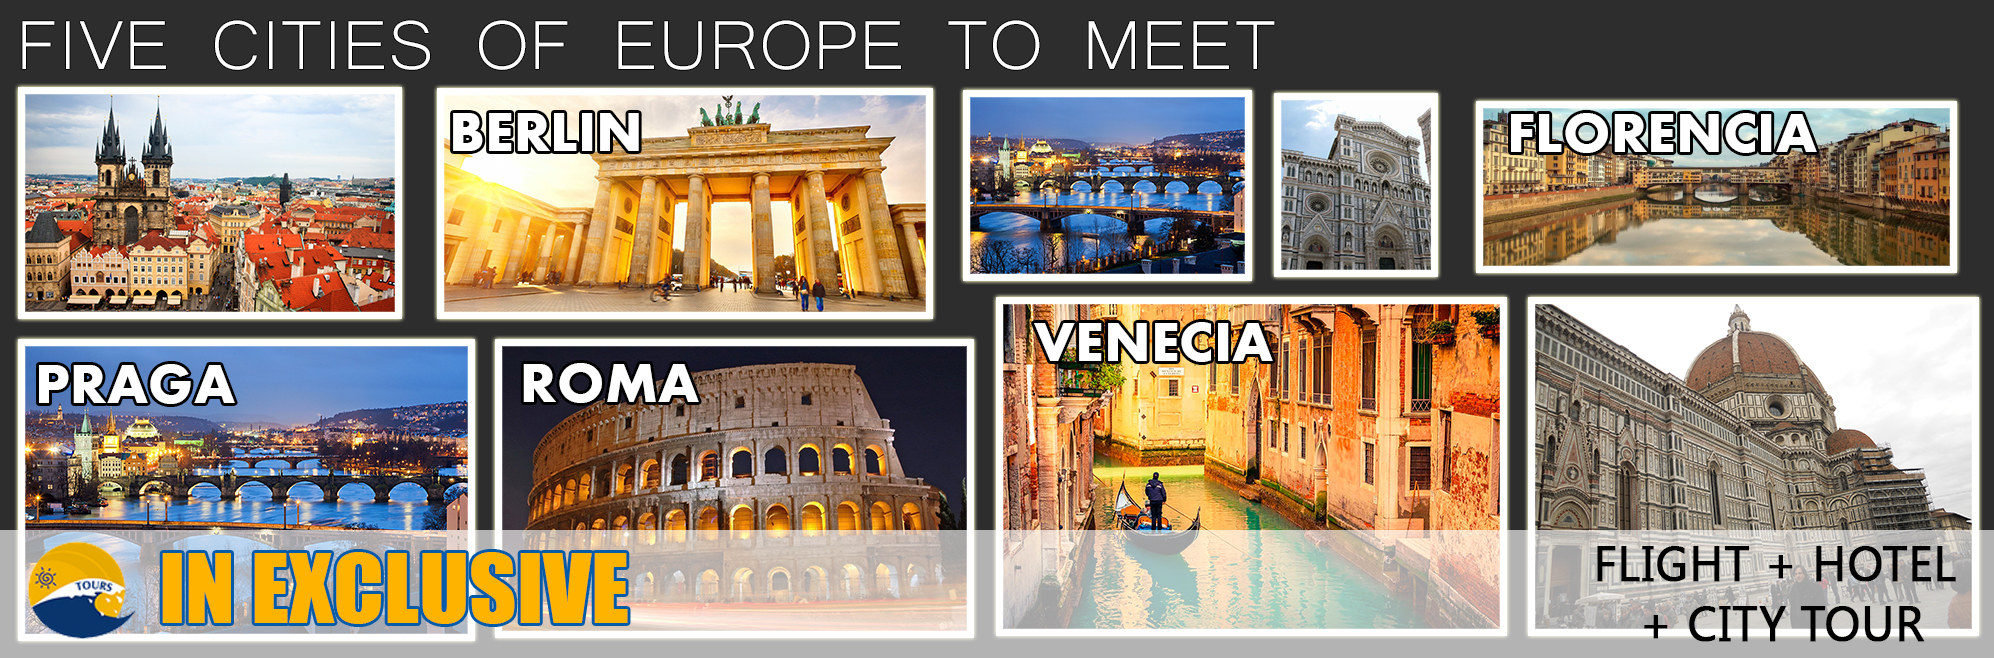 FIVE CITIES OF EUROPE TO MEET
BERLIN
FLORENCIA
PRAGA
ROMA
VENECIA
TOURS
IN EXCLUSIVE
FLIGHT + HOTEL
+ CITY TOUR